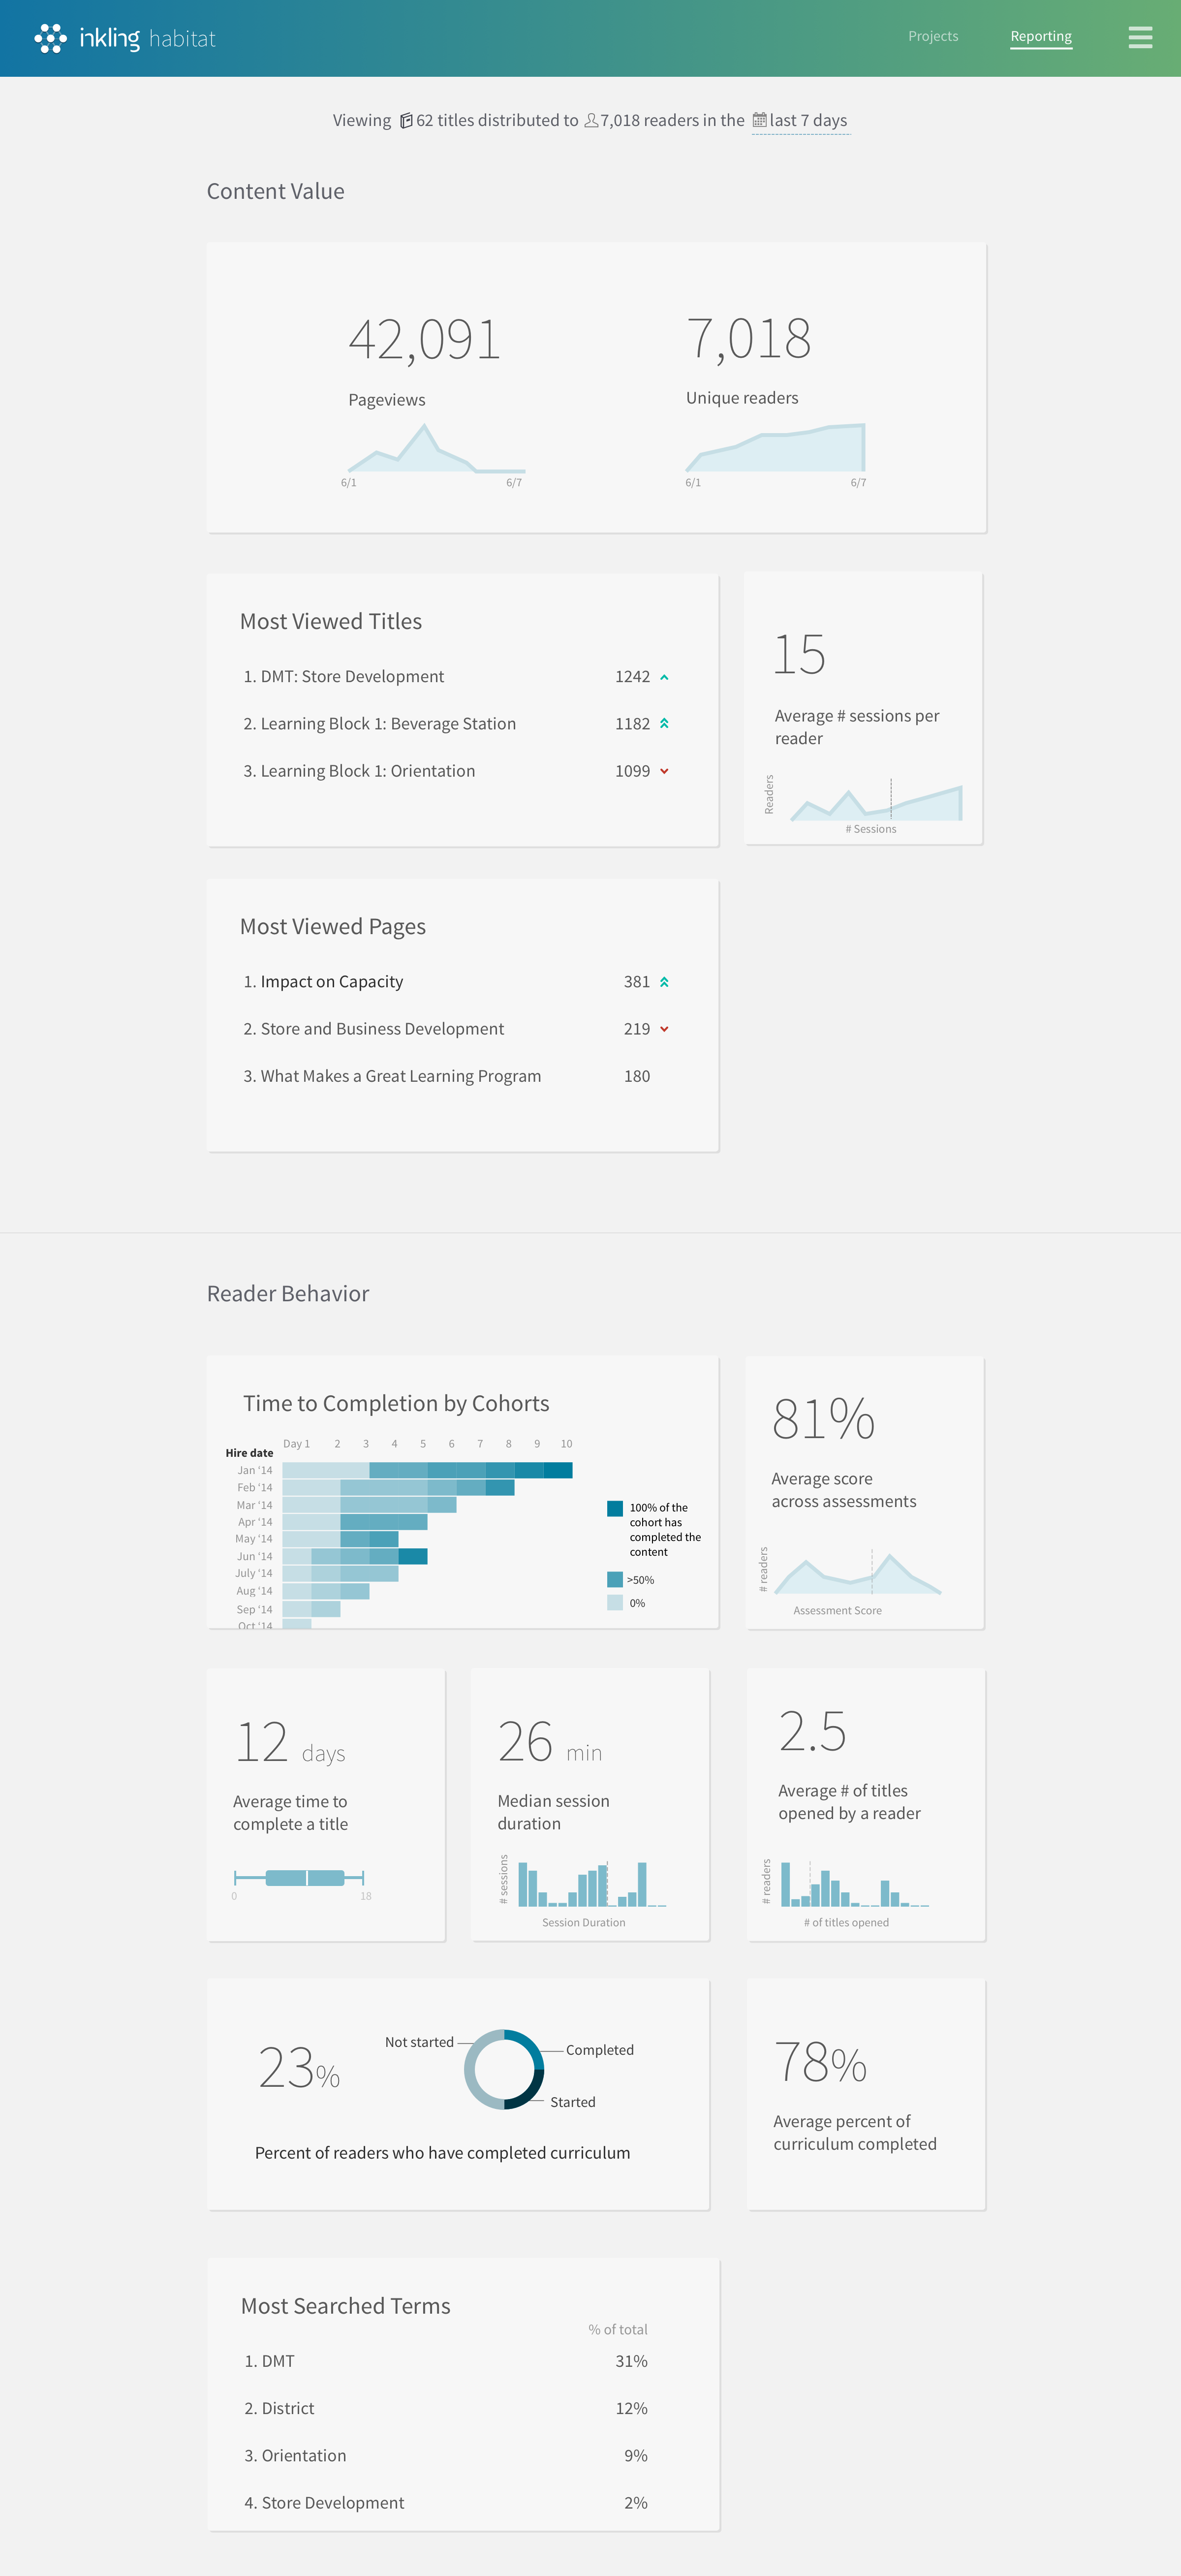 inkling habitat
Projects
Reporting
Viewing 62 titles distributed to 7,018 readers in the last 7 days
Content Value
42,091
Pageviews
6/1 6/7
7,018
Unique readers
6/1 6/7
Most Viewed Titles
1. DMT: Store Development 1242
2. Learning Block 1: Beverage Station 1182
3. Learning Block 1: Orientation 1099
15
Average # sessions per
reader
Readers
# Sessions
Most Viewed Pages
1. Impact on Capacity 381
2. Store and Business Development 219
3. What Makes a Great Learning Program 180
Reader Behavior
Time to Completion by Cohorts
Day 1 2 3 4 5 6 7 8 9 10
Hire date
Jan ‘14
Feb ‘14
Mar ‘14
Apr ‘14
May ‘14
Jun ‘14
July ‘14
Aug ‘14
Sep ‘14
Oct ‘14
100% of the
cohort has
completed the
content
>50%
0%
81%
Average score
across assessments
# readers
Assessment Score
12 days
Average time to
complete a title
0 18
26 min
Median session
duration
# sessions
Session Duration
2.5
Average # of titles
opened by a reader
# readers
# of titles opened
23%
Not started
Completed
Started
Percent of readers who have completed curriculum
78%
Average percent of
curriculum completed
Most Searched Terms
% of total
1. DMT 31%
2. District 12%
3. Orientation 9%
4. Store Development 2%